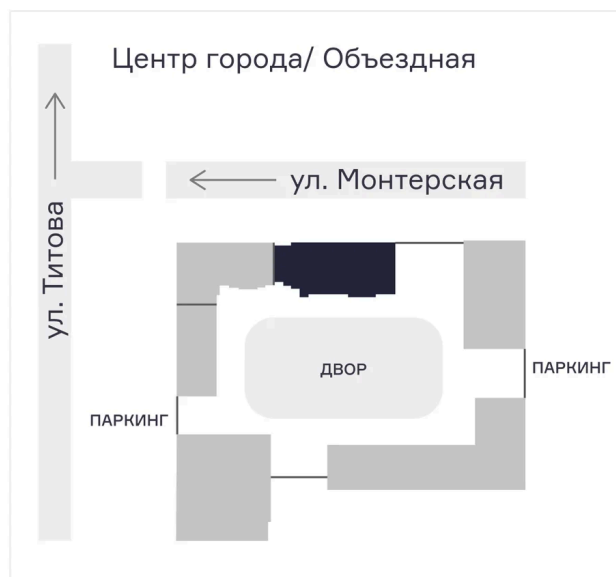 Центр города/ Объездная
ул. Монтерская
ул. Титова
ДВОР
ПАРКИНГ
ПАРКИНГ